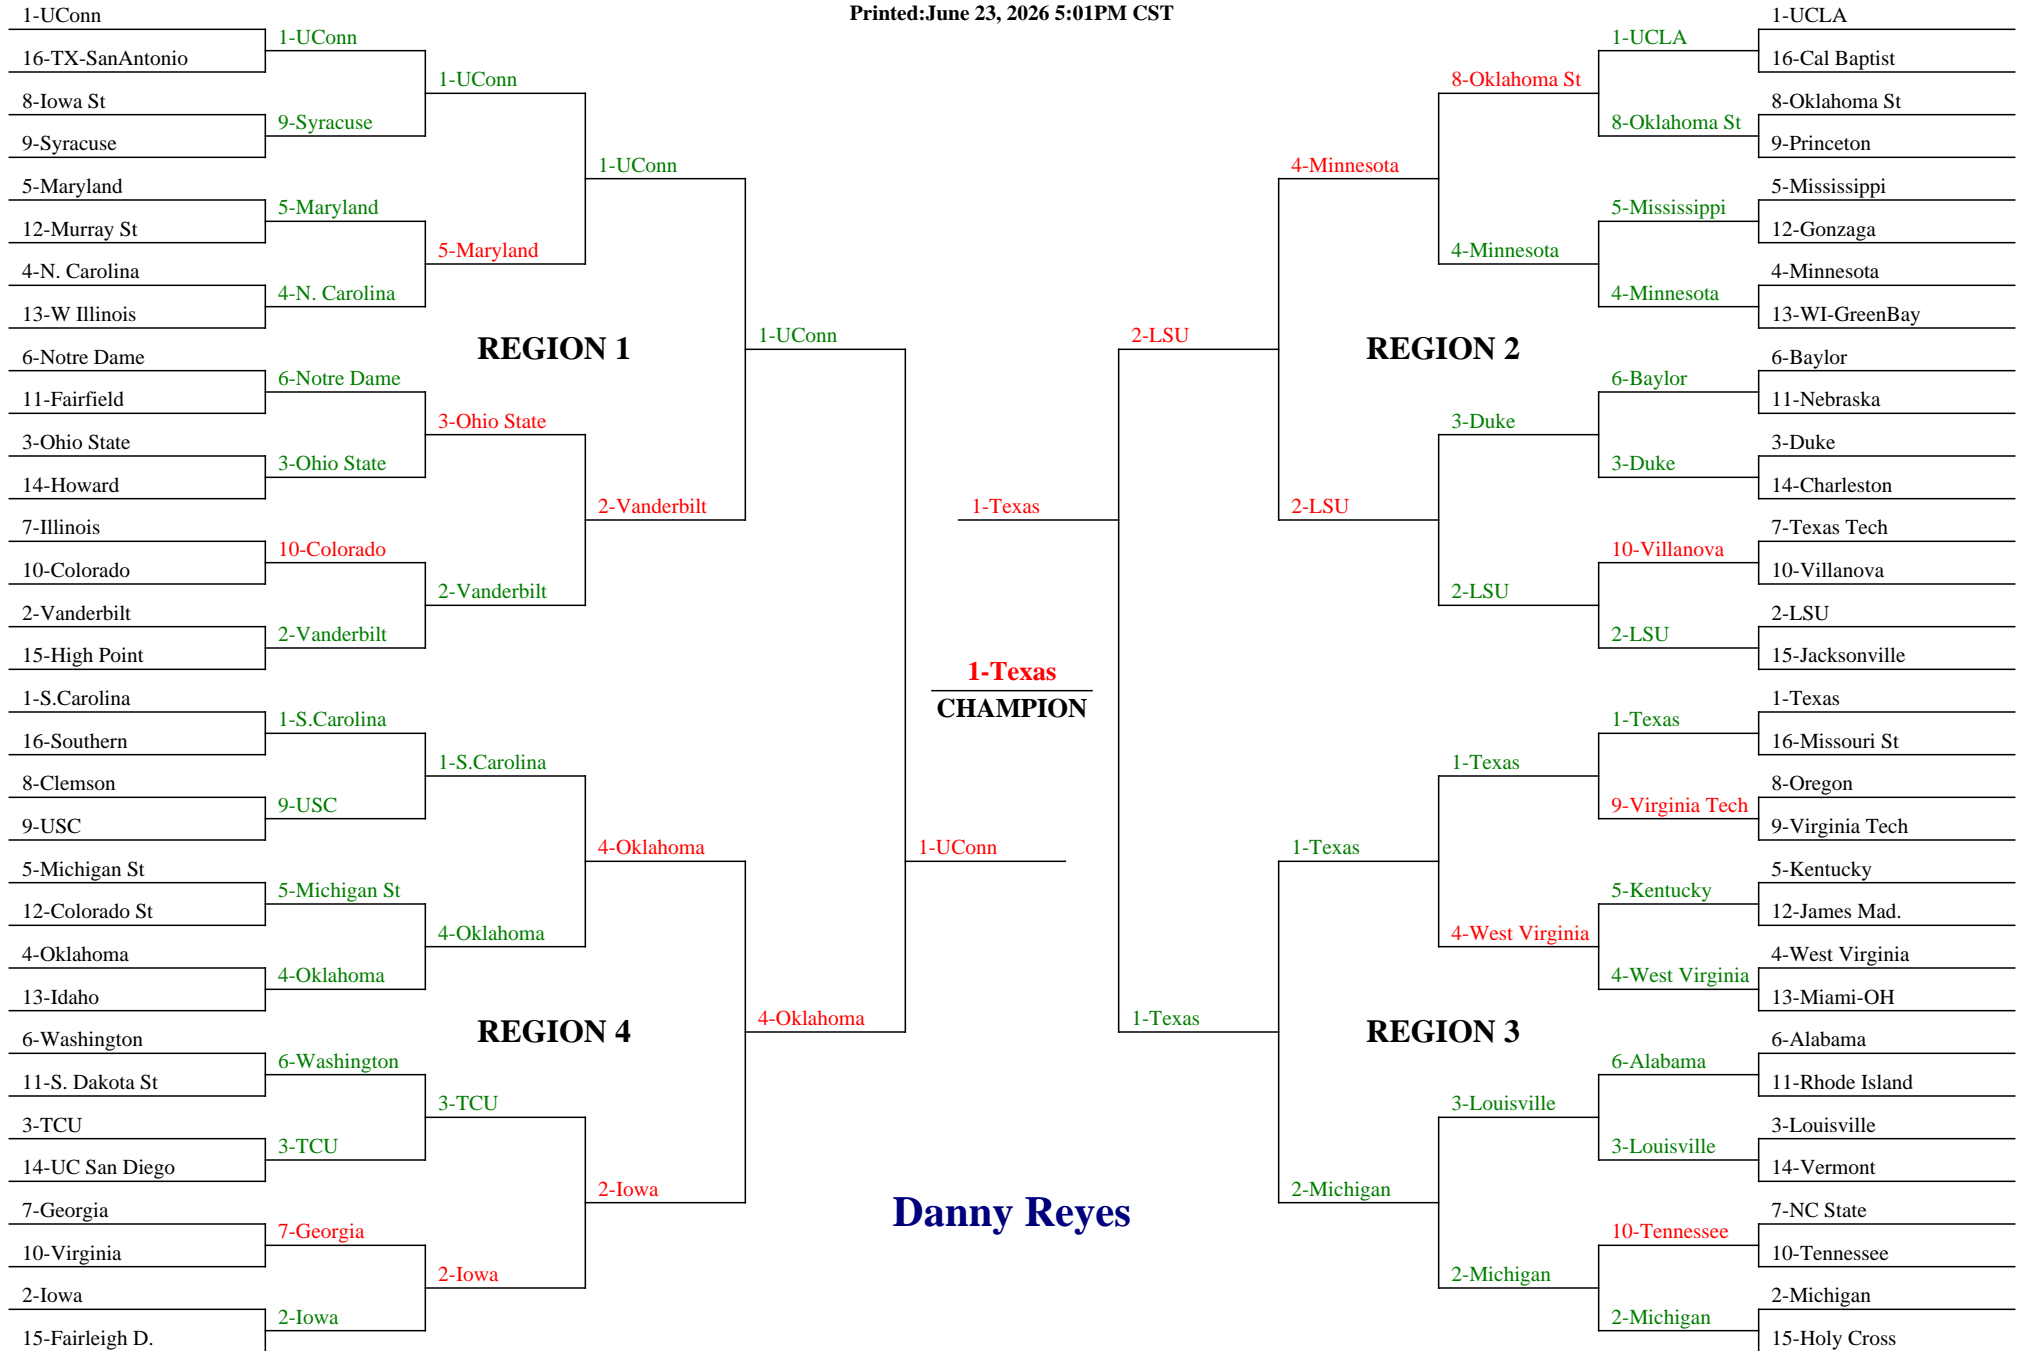 Printed:June 23, 2026 5:01PM CST
1-UConn
16-TX-SanAntonio
8-Iowa St
9-Syracuse
5-Maryland
12-Murray St
4-N. Carolina
13-W Illinois
6-Notre Dame
11-Fairfield
3-Ohio State
14-Howard
7-Illinois
10-Colorado
2-Vanderbilt
15-High Point
1-S.Carolina
16-Southern
8-Clemson
9-USC
5-Michigan St
12-Colorado St
4-Oklahoma
13-Idaho
6-Washington
11-S. Dakota St
3-TCU
14-UC San Diego
7-Georgia
10-Virginia
2-Iowa
15-Fairleigh D.
1-UConn
9-Syracuse
5-Maryland
4-N. Carolina
6-Notre Dame
3-Ohio State
10-Colorado
2-Vanderbilt
1-S.Carolina
9-USC
5-Michigan St
4-Oklahoma
6-Washington
3-TCU
7-Georgia
2-Iowa
1-UConn
5-Maryland
3-Ohio State
2-Vanderbilt
1-S.Carolina
4-Oklahoma
3-TCU
2-Iowa
REGION 1
REGION 4
1-UConn
2-Vanderbilt
4-Oklahoma
2-Iowa
1-UConn
4-Oklahoma
1-UConn
1-Texas
1-Texas
CHAMPION
Danny Reyes
2-LSU
1-Texas
4-Minnesota
2-LSU
1-Texas
2-Michigan
REGION 2
REGION 3
8-Oklahoma St
4-Minnesota
3-Duke
2-LSU
1-Texas
4-West Virginia
3-Louisville
2-Michigan
1-UCLA
8-Oklahoma St
5-Mississippi
4-Minnesota
6-Baylor
3-Duke
10-Villanova
2-LSU
1-Texas
9-Virginia Tech
5-Kentucky
4-West Virginia
6-Alabama
3-Louisville
10-Tennessee
2-Michigan
1-UCLA
16-Cal Baptist
8-Oklahoma St
9-Princeton
5-Mississippi
12-Gonzaga
4-Minnesota
13-WI-GreenBay
6-Baylor
11-Nebraska
3-Duke
14-Charleston
7-Texas Tech
10-Villanova
2-LSU
15-Jacksonville
1-Texas
16-Missouri St
8-Oregon
9-Virginia Tech
5-Kentucky
12-James Mad.
4-West Virginia
13-Miami-OH
6-Alabama
11-Rhode Island
3-Louisville
14-Vermont
7-NC State
10-Tennessee
2-Michigan
15-Holy Cross